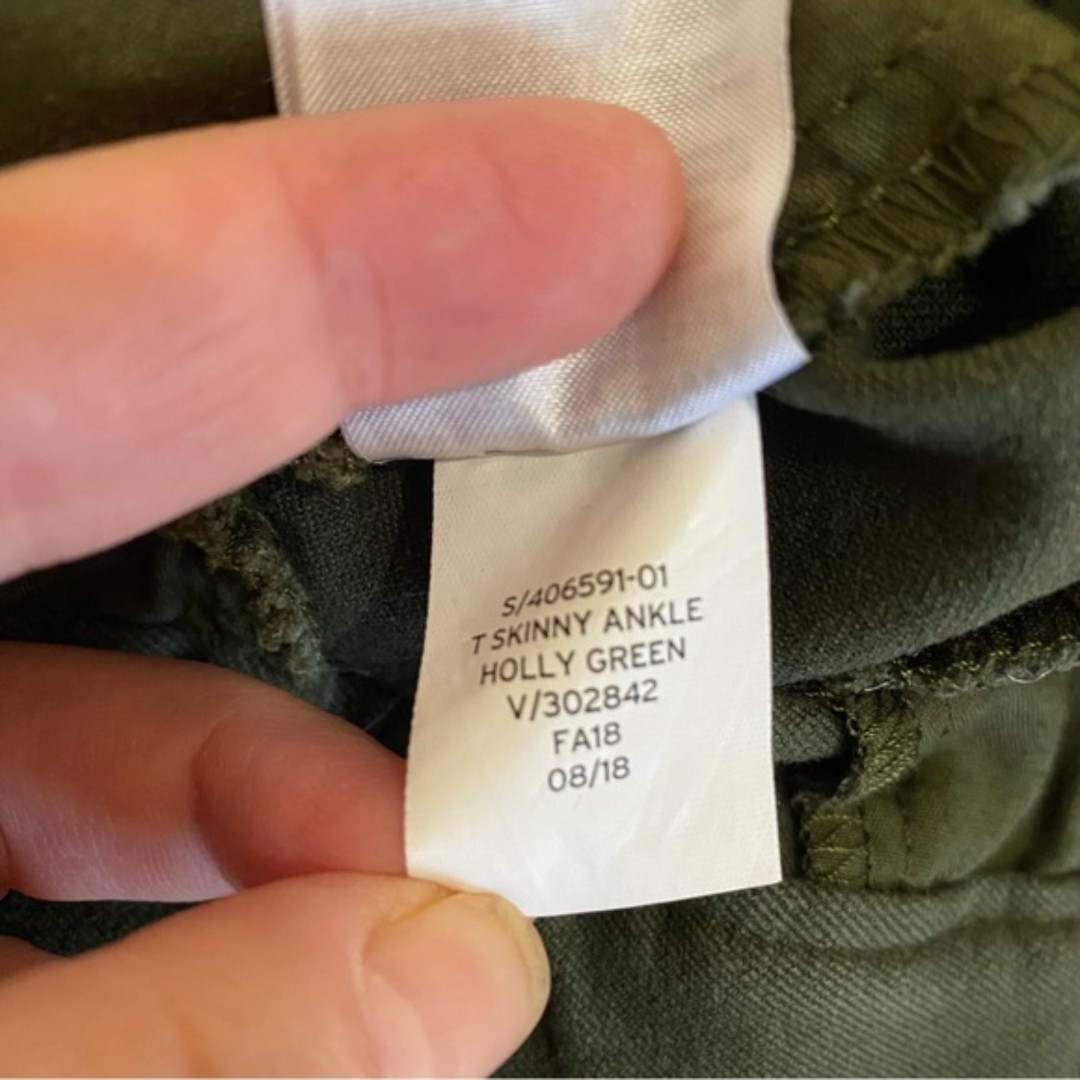 S/406591-01
T SKINNY ANKLE
HOLLY GREEN
V/302842
FA18
08/18